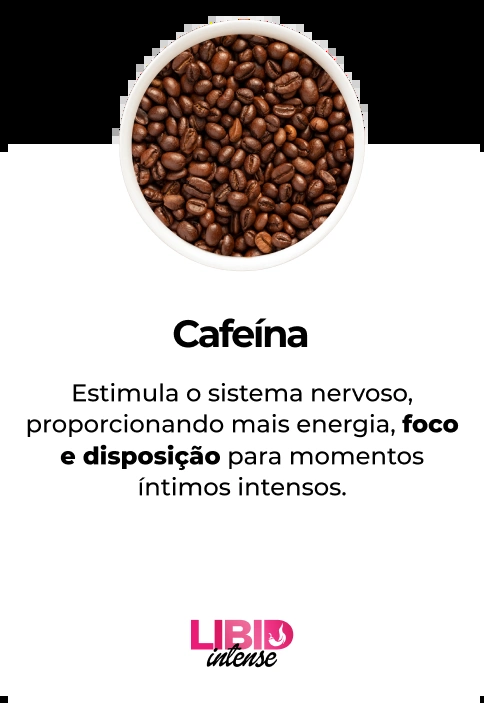 Cafeína
Estimula o sistema nervoso,
proporcionando mais energia, foco
e disposição para momentos
íntimos intensos.
LIBID
intense